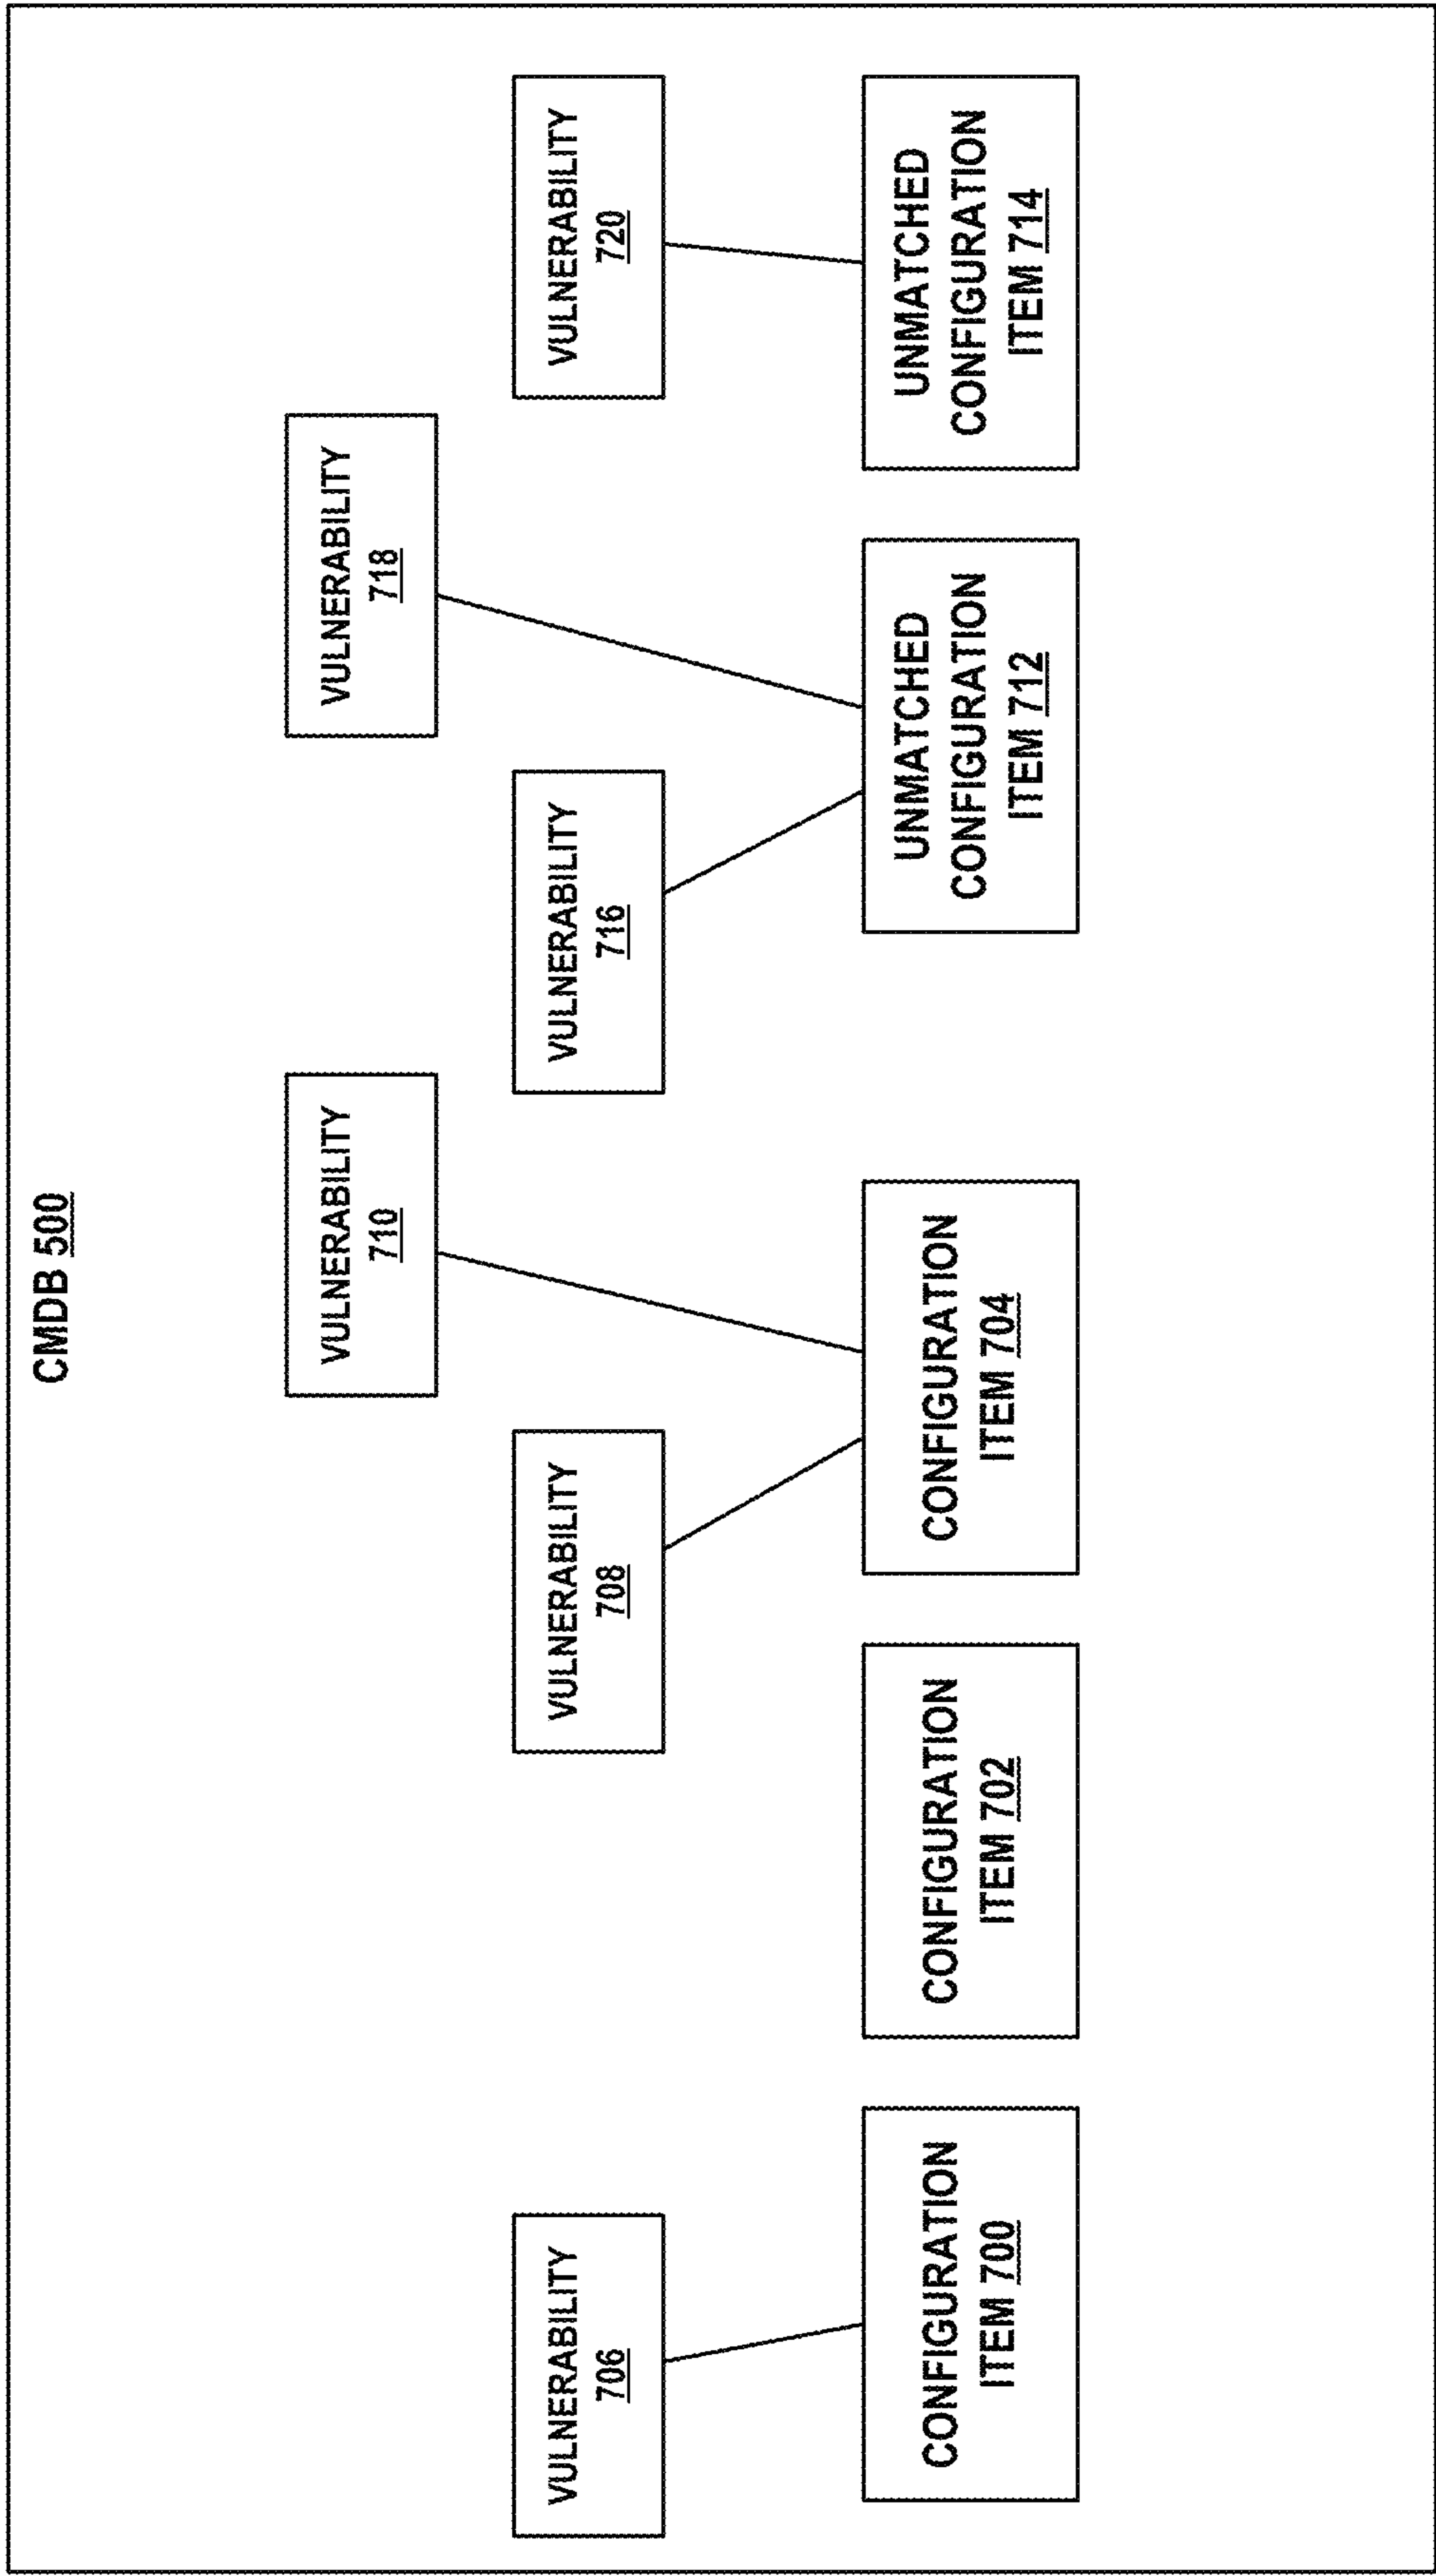 CMDB 500
VULNERABILITY
710
VULNERABILITY
718
VULNERABILITY
706
VULNERABILITY
708
VULNERABILITY
716
VULNERABILITY
720
CONFIGURATION
ITEM 700
CONFIGURATION
ITEM 702
CONFIGURATION
ITEM 704
UNMATCHED
CONFIGURATION
ITEM 712
UNMATCHED
CONFIGURATION
ITEM 714